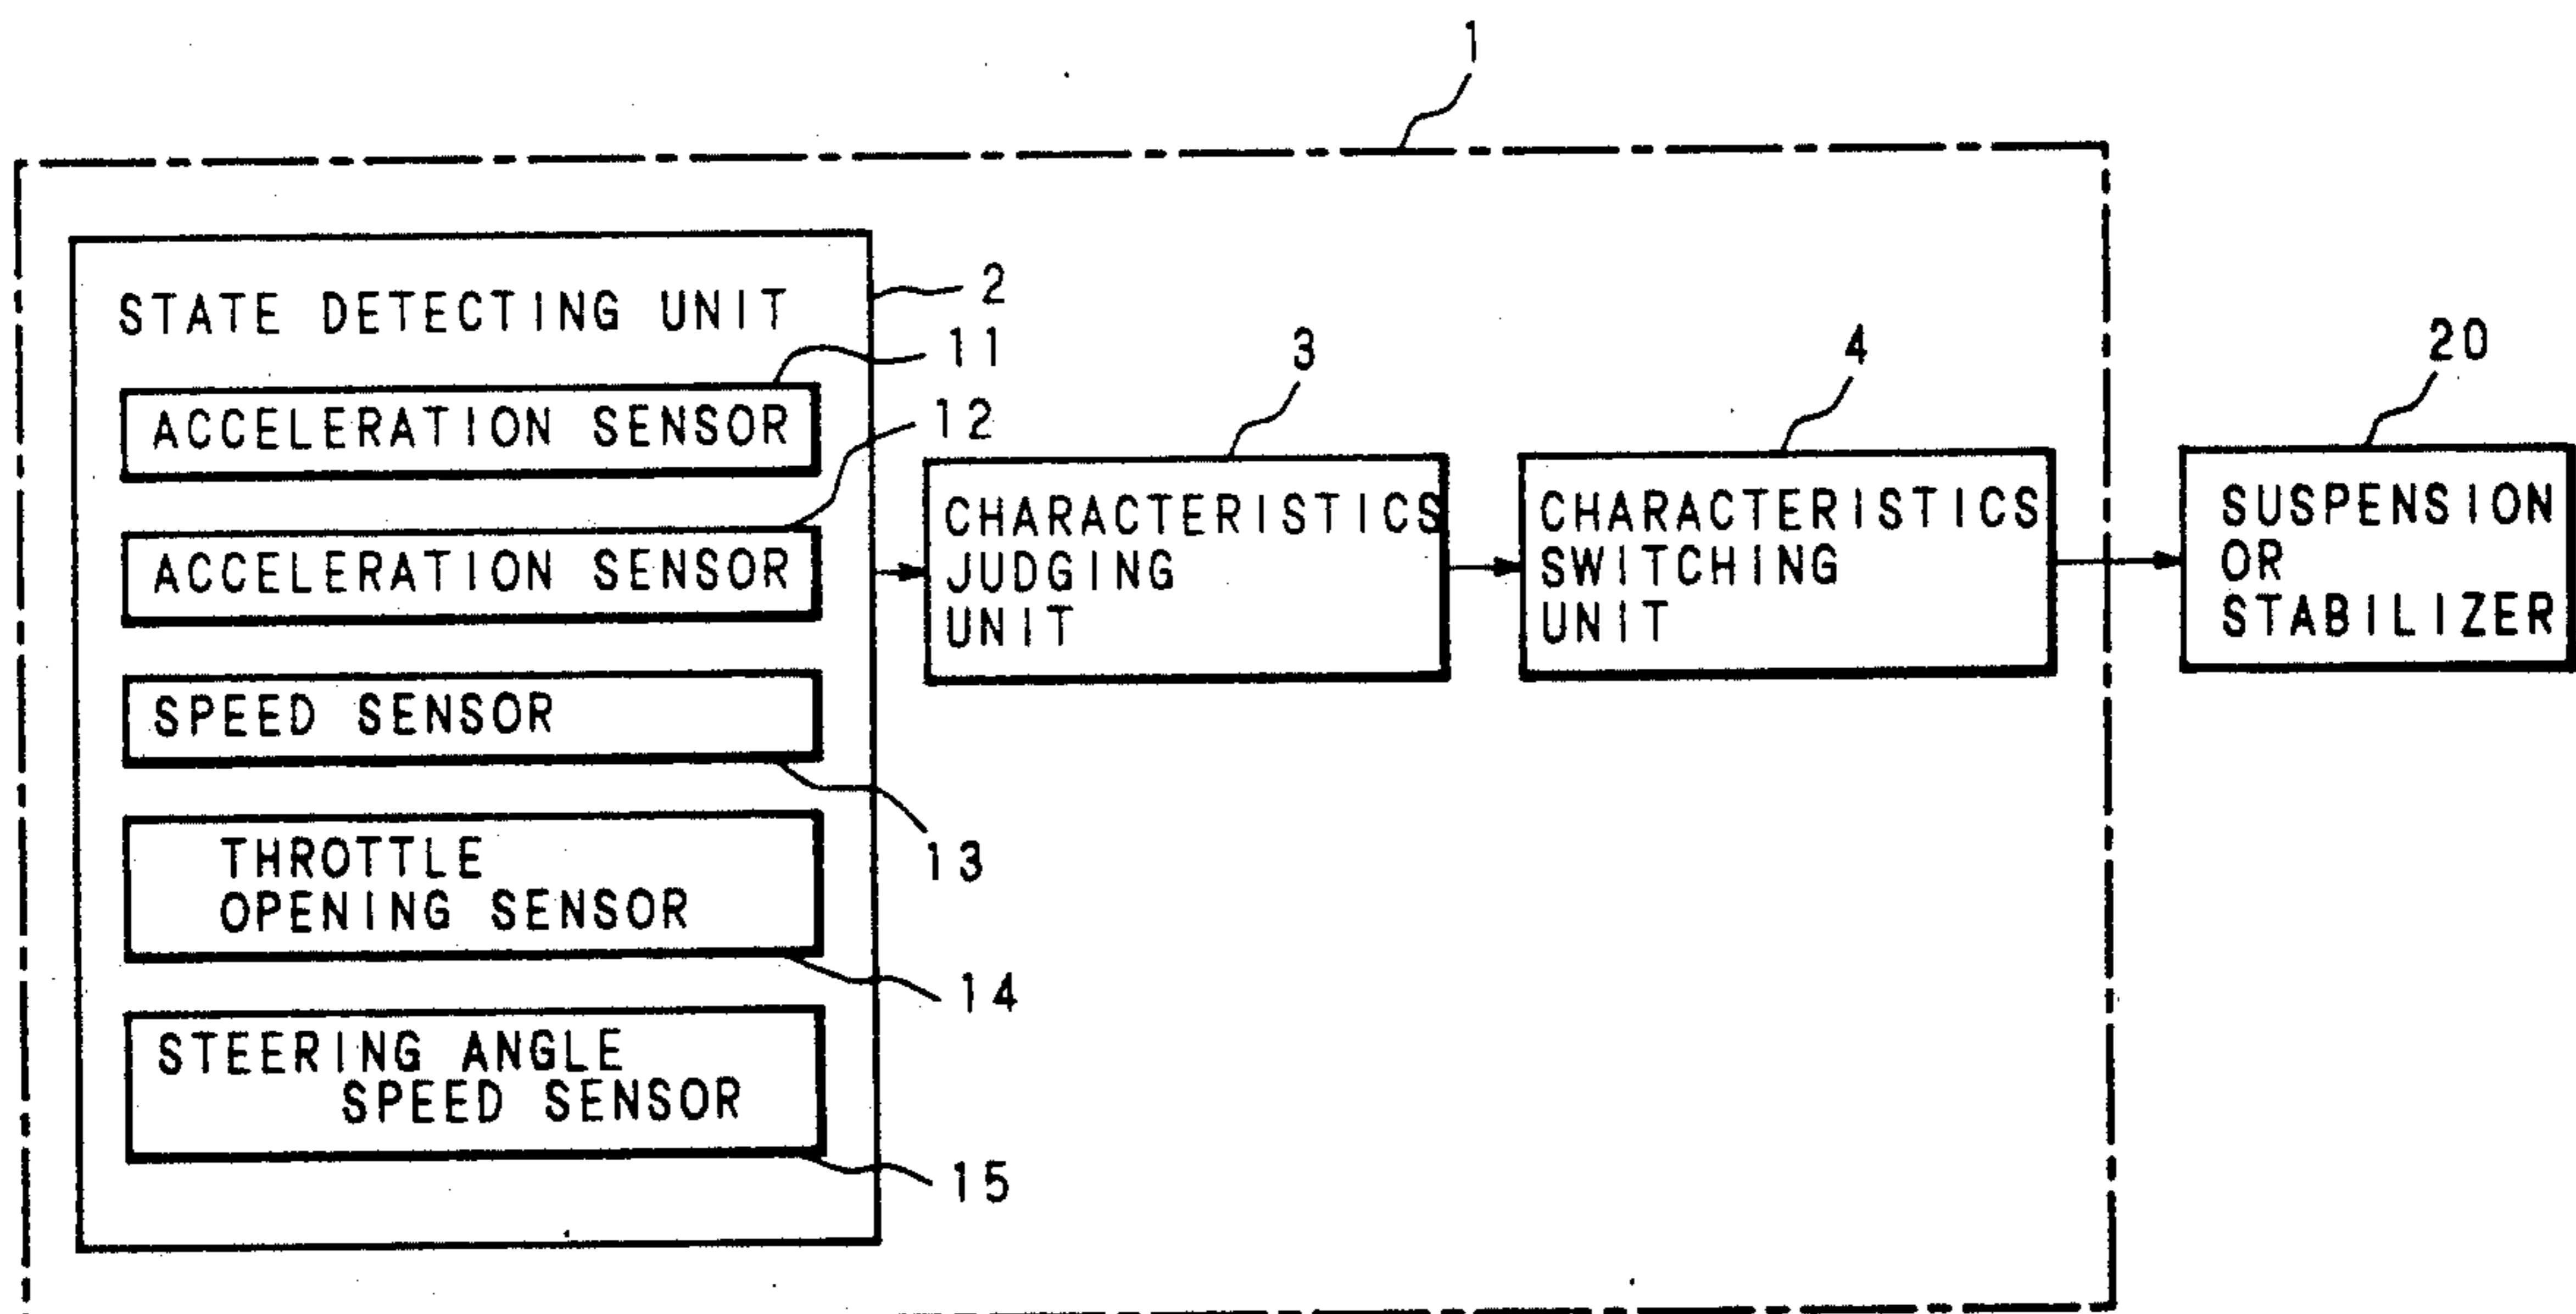 1
STATE DETECTING UNIT
2
11
ACCELERATION SENSOR
12
ACCELERATION SENSOR
SPEED SENSOR
13
THROTTLE
OPENING SENSOR
14
STEERING ANGLE
SPEED SENSOR
15
3
CHARACTERISTICS
JUDGING
UNIT
4
CHARACTERISTICS
SWITCHING
UNIT
20
SUSPENSION
OR
STABILIZER